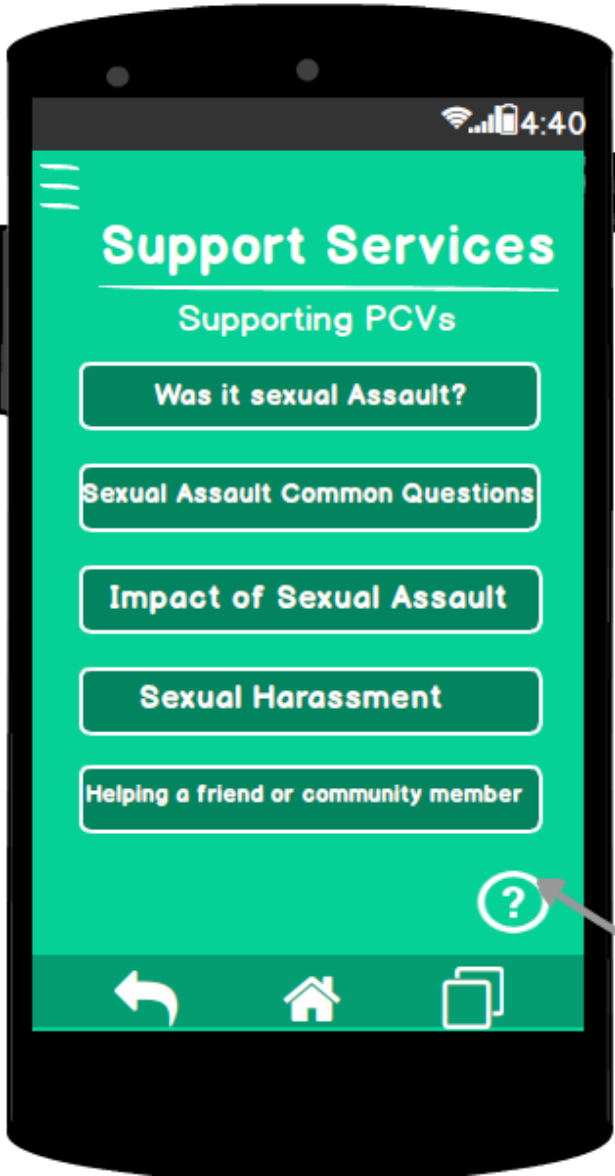 4:40
Support Services
Supporting PCVs
Was it sexual Assault?
Sexual Assault Common Questions
Impact of Sexual Assault
Sexual Harassment
Helping a friend or community member
?